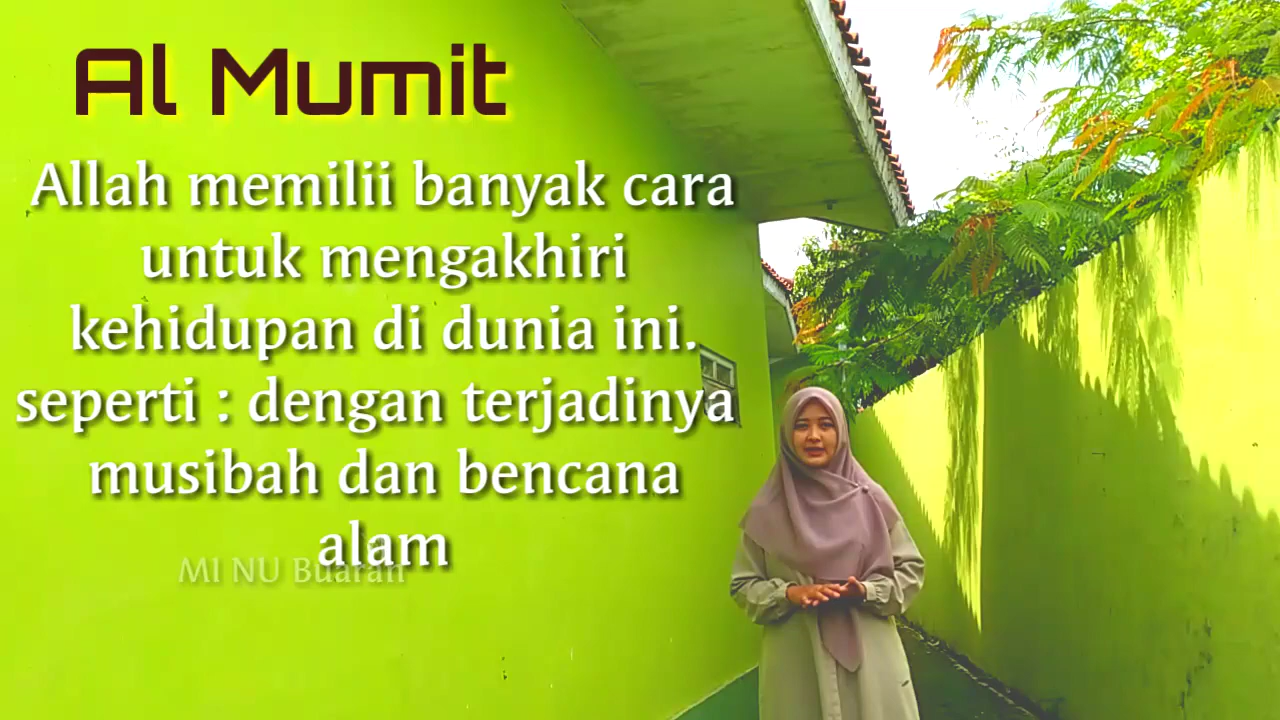 Al Mumit
Allah memilii banyak cara
untuk mengakhiri
kehidupan di dunia ini.
seperti : dengan terjadinya
musibah dan bencana
alam
MI NU Buaran